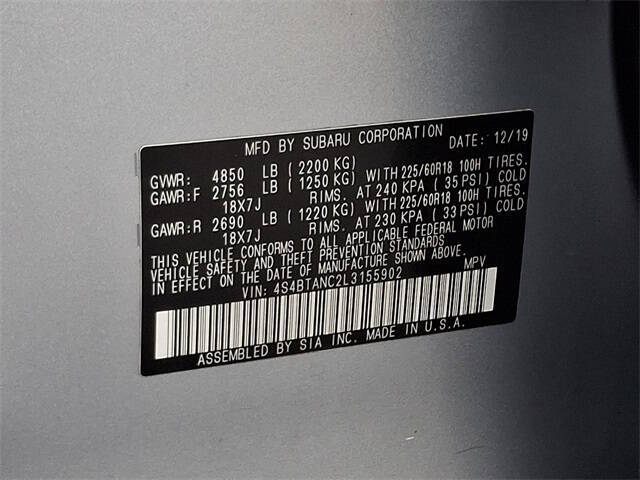 MFD BY SUBARU CORPORATION DATE: 12/19
GVWR: 4850 LB (2200 KG)
GAWR:F 2756 LB (1250 KG) WITH 225/60R18 100H TIRES.
18X7J RIMS. AT 240 KPA (35 PSI) COLD
GAWR:R 2690 LB (1220 KG) WITH 225/60R18 100H TIRES.
18X7J RIMS. AT 230 KPA (33 PSI) COLD
THIS VEHICLE CONFORMS TO ALL APPLICABLE FEDERAL MOTOR
VEHICLE SAFETY AND THEFT PREVENTION STANDARDS
IN EFFECT ON THE DATE OF MANUFACTURE SHOWN ABOVE.
VIN: 4S4BTANC2L3155902 MPV
ASSEMBLED BY SIA INC. MADE IN U.S.A.